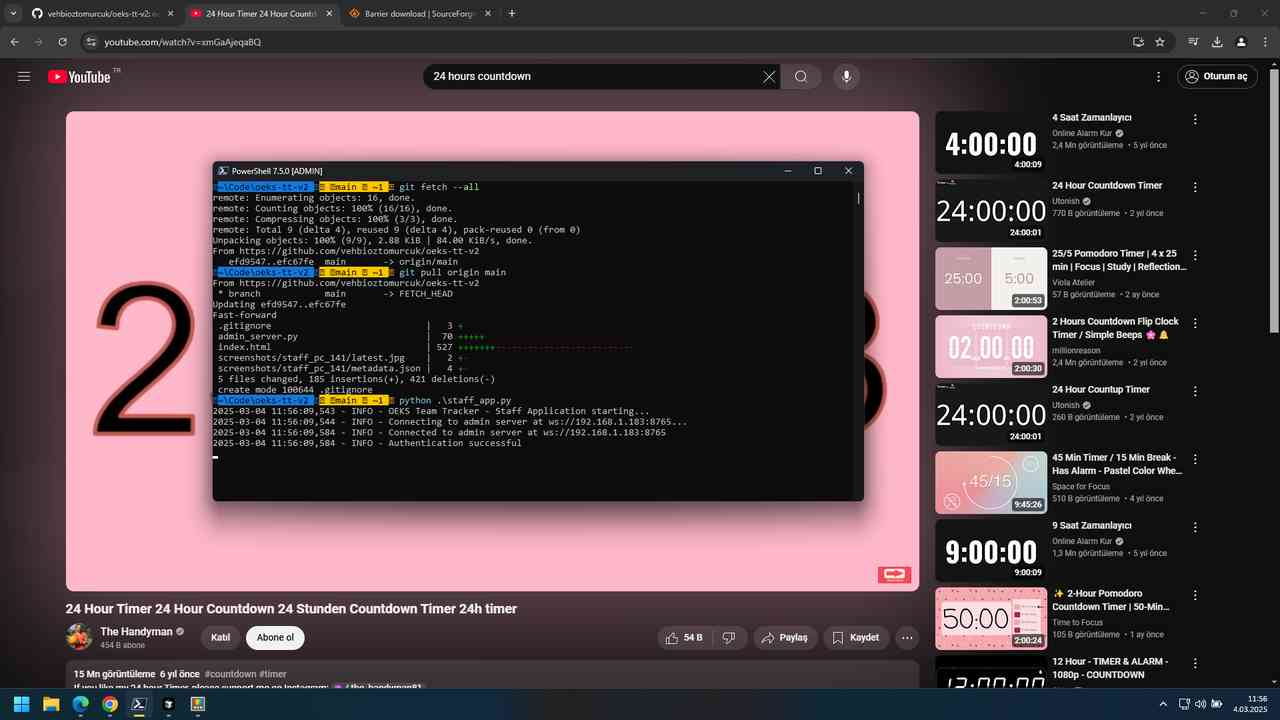 vehbioztomurcuk/oeks-tt-v2:
24 Hour Timer 24 Hour Countd
Barrier download | SourceForg
youtube.com/watch?v=xmGaAjeqaBQ
YouTube TR
24 hours countdown
Oturum aç
PowerShell 7.5.0 [ADMIN]
~\Code\oeks-tt-v2 main ~1 git fetch --all
remote: Enumerating objects: 16, done.
remote: Counting objects: 100% (16/16), done.
remote: Compressing objects: 100% (3/3), done.
remote: Total 9 (delta 4), reused 9 (delta 4), pack-reused 0 (from 0)
Unpacking objects: 100% (9/9), 2.88 KiB | 84.00 KiB/s, done.
From https://github.com/vehbioztomurcuk/oeks-tt-v2
efd9547..efc67fe main -> origin/main
~\Code\oeks-tt-v2 main ~1 git pull origin main
From https://github.com/vehbioztomurcuk/oeks-tt-v2
* branch main -> FETCH_HEAD
Updating efd9547..efc67fe
Fast-forward
.gitignore | 3 +
admin_server.py | 70 +++++
index.html | 527 +++++++-------------------------
screenshots/staff_pc_141/latest.jpg | 2 +-
screenshots/staff_pc_141/metadata.json | 4 +-
5 files changed, 185 insertions(+), 421 deletions(-)
create mode 100644 .gitignore
~\Code\oeks-tt-v2 main ~1 python .\staff_app.py
2025-03-04 11:56:09,543 - INFO - OEKS Team Tracker - Staff Application starting...
2025-03-04 11:56:09,544 - INFO - Connecting to admin server at ws://192.168.1.183:8765...
2025-03-04 11:56:09,584 - INFO - Connected to admin server at ws://192.168.1.183:8765
2025-03-04 11:56:09,584 - INFO - Authentication successful
2
24 Hour Timer 24 Hour Countdown 24 Stunden Countdown Timer 24h timer
The Handyman
454 B abone
Katıl
Abone ol
54 B
Paylaş
Kaydet
15 Mn görüntüleme 6 yıl önce #countdown #timer
If you like my 24 hour Timer, please support me on Instagram: / the_handyman81
4:00:00
4:00:09
4 Saat Zamanlayıcı
Online Alarm Kur
2,4 Mn görüntüleme • 5 yıl önce
24:00:00
24:00:01
24 Hour Countdown Timer
Utonish
770 B görüntüleme • 2 yıl önce
25:00
5:00
2:00:53
25/5 Pomodoro Timer | 4 x 25
min | Focus | Study | Reflection...
Viola Atelier
57 B görüntüleme • 2 ay önce
COUNTDOWN
02:00:00
2:00:30
2 Hours Countdown Flip Clock
Timer / Simple Beeps 🌸 🔔
millionreason
2,4 Mn görüntüleme • 2 yıl önce
24:00:00
24:00:01
24 Hour Countup Timer
Utonish
260 B görüntüleme • 2 yıl önce
45/15
9:45:26
45 Min Timer / 15 Min Break -
Has Alarm - Pastel Color Whe...
Space for Focus
510 B görüntüleme • 4 yıl önce
9:00:00
9:00:09
9 Saat Zamanlayıcı
Online Alarm Kur
1,3 Mn görüntüleme • 5 yıl önce
50:00
2:00:24
✨ 2-Hour Pomodoro
Countdown Timer | 50-Min...
Time to Focus
105 B görüntüleme • 1 ay önce
12:00:00
12 Hour - TIMER & ALARM -
1080p - COUNTDOWN
11:56
4.03.2025